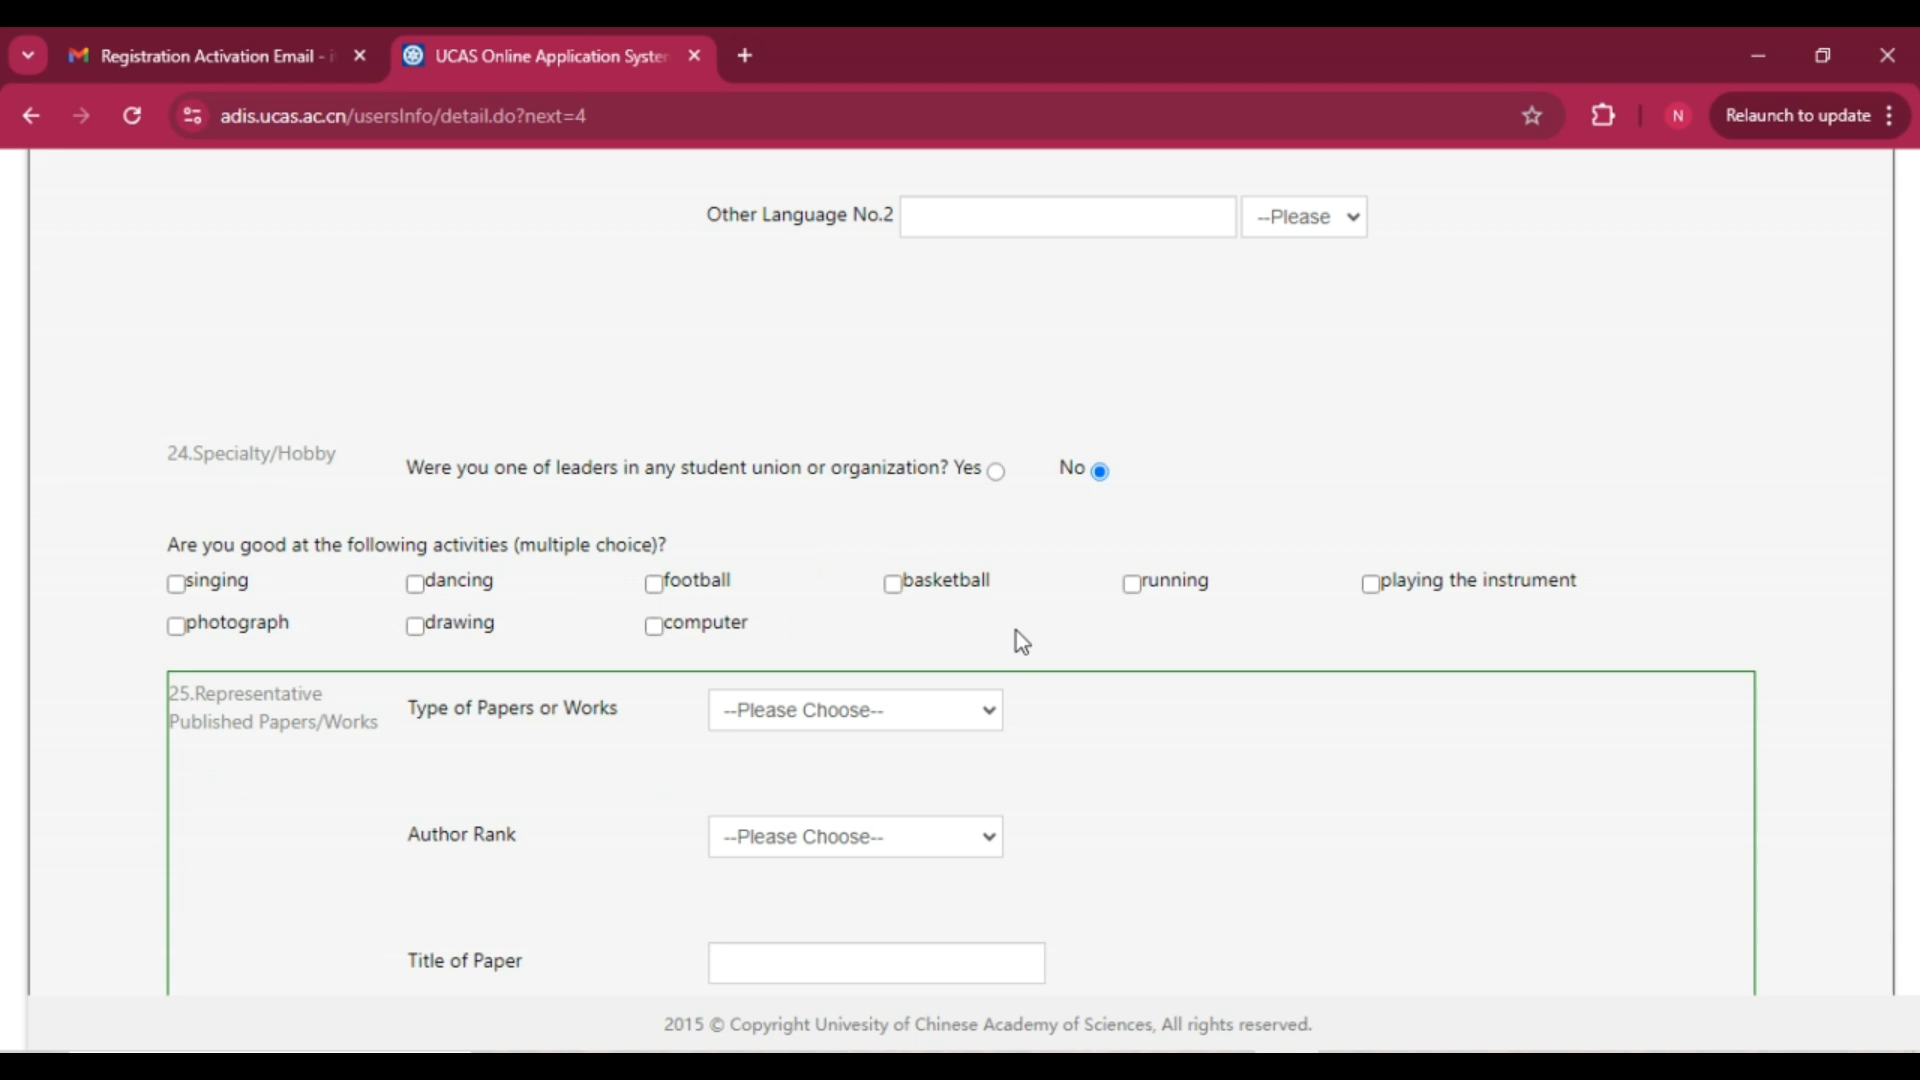 Registration Activation Email -
UCAS Online Application System
adis.ucas.ac.cn/usersInfo/detail.do?next=4
N
Relaunch to update
Other Language No.2
--Please
24.Specialty/Hobby
Were you one of leaders in any student union or organization? Yes
No
Are you good at the following activities (multiple choice)?
singing dancing football basketball running playing the instrument
photograph drawing computer
25.Representative
Published Papers/Works
Type of Papers or Works
--Please Choose--
Author Rank
--Please Choose--
Title of Paper
2015 © Copyright Univesity of Chinese Academy of Sciences, All rights reserved.